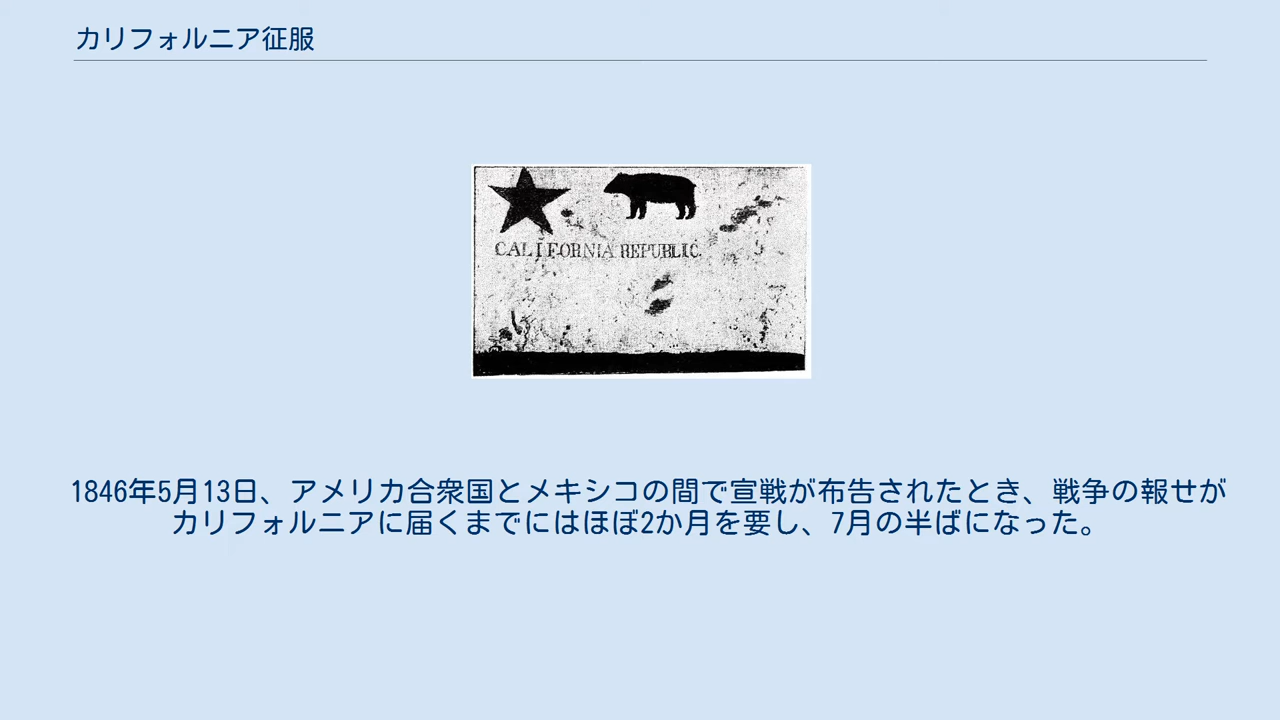 カリフォルニア征服
CALIFORNIA REPUBLIC.
1846年5月13日、アメリカ合衆国とメキシコの間で宣戦が布告されたとき、戦争の報せが
カリフォルニアに届くまでにはほぼ2か月を要し、7月の半ばになった。